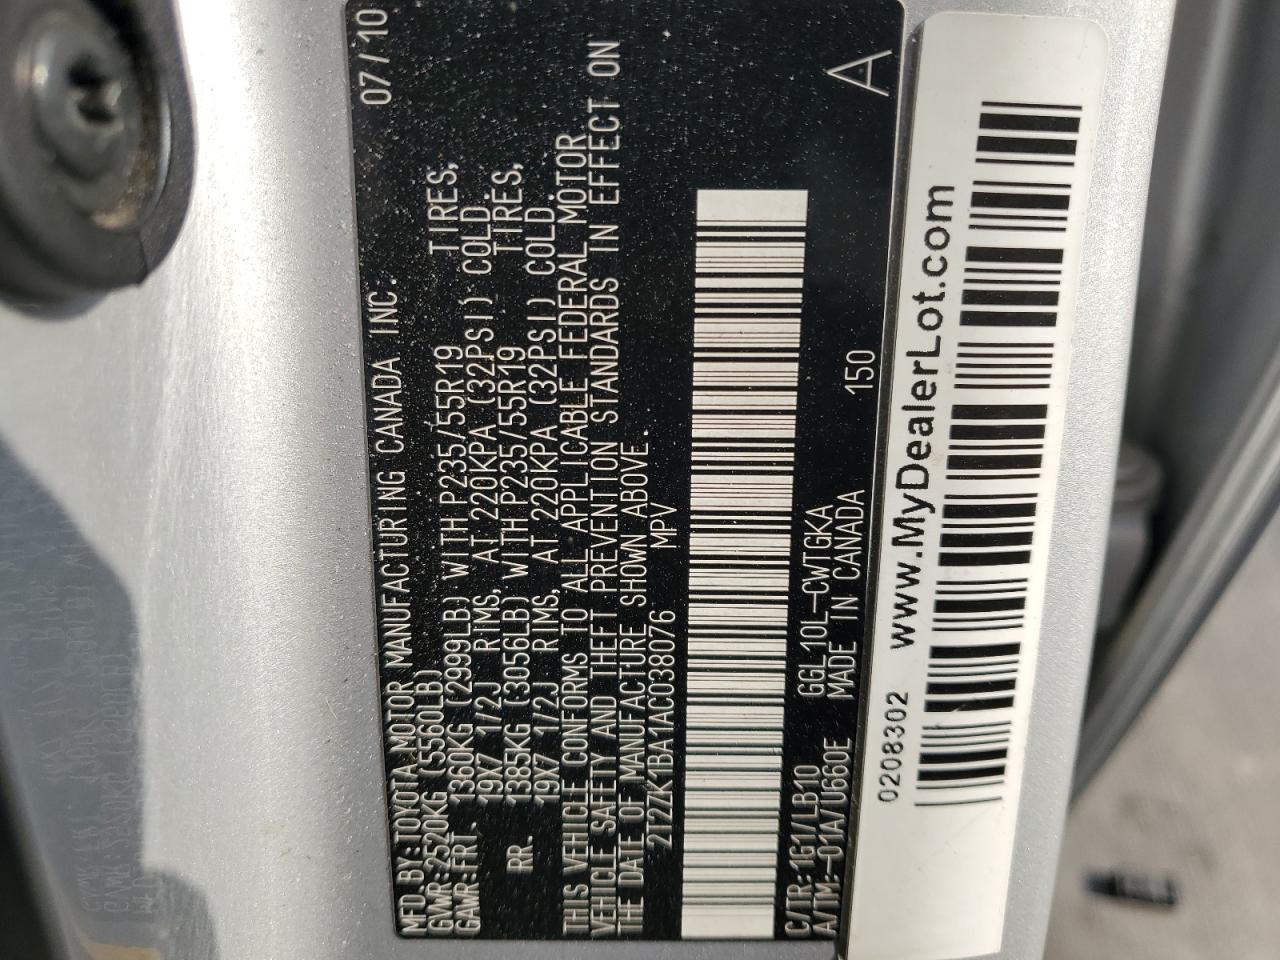 MFD.BY:TOYOTA MOTOR MANUFACTURING CANADA INC. 07/10
GVWR:2520KG (5560LB)
GAWR:FRT. 1360KG (2999LB) WITH P235/55R19 TIRES,
19X7 1/2J RIMS, AT 220KPA (32PSI) COLD.
RR. 1385KG (3056LB) WITH P235/55R19 TIRES,
19X7 1/2J RIMS, AT 220KPA (32PSI) COLD.
THIS VEHICLE CONFORMS TO ALL APPLICABLE FEDERAL MOTOR
VEHICLE SAFETY AND THEFT PREVENTION STANDARDS IN EFFECT ON
THE DATE OF MANUFACTURE SHOWN ABOVE.
2T2ZK1BA1AC038076 MPV
C/TR:1G1/LB10 GGL10L-CWTGKA
A/TM:-01A/U660E MADE IN CANADA 150 A
0208302 www.MyDealerLot.com